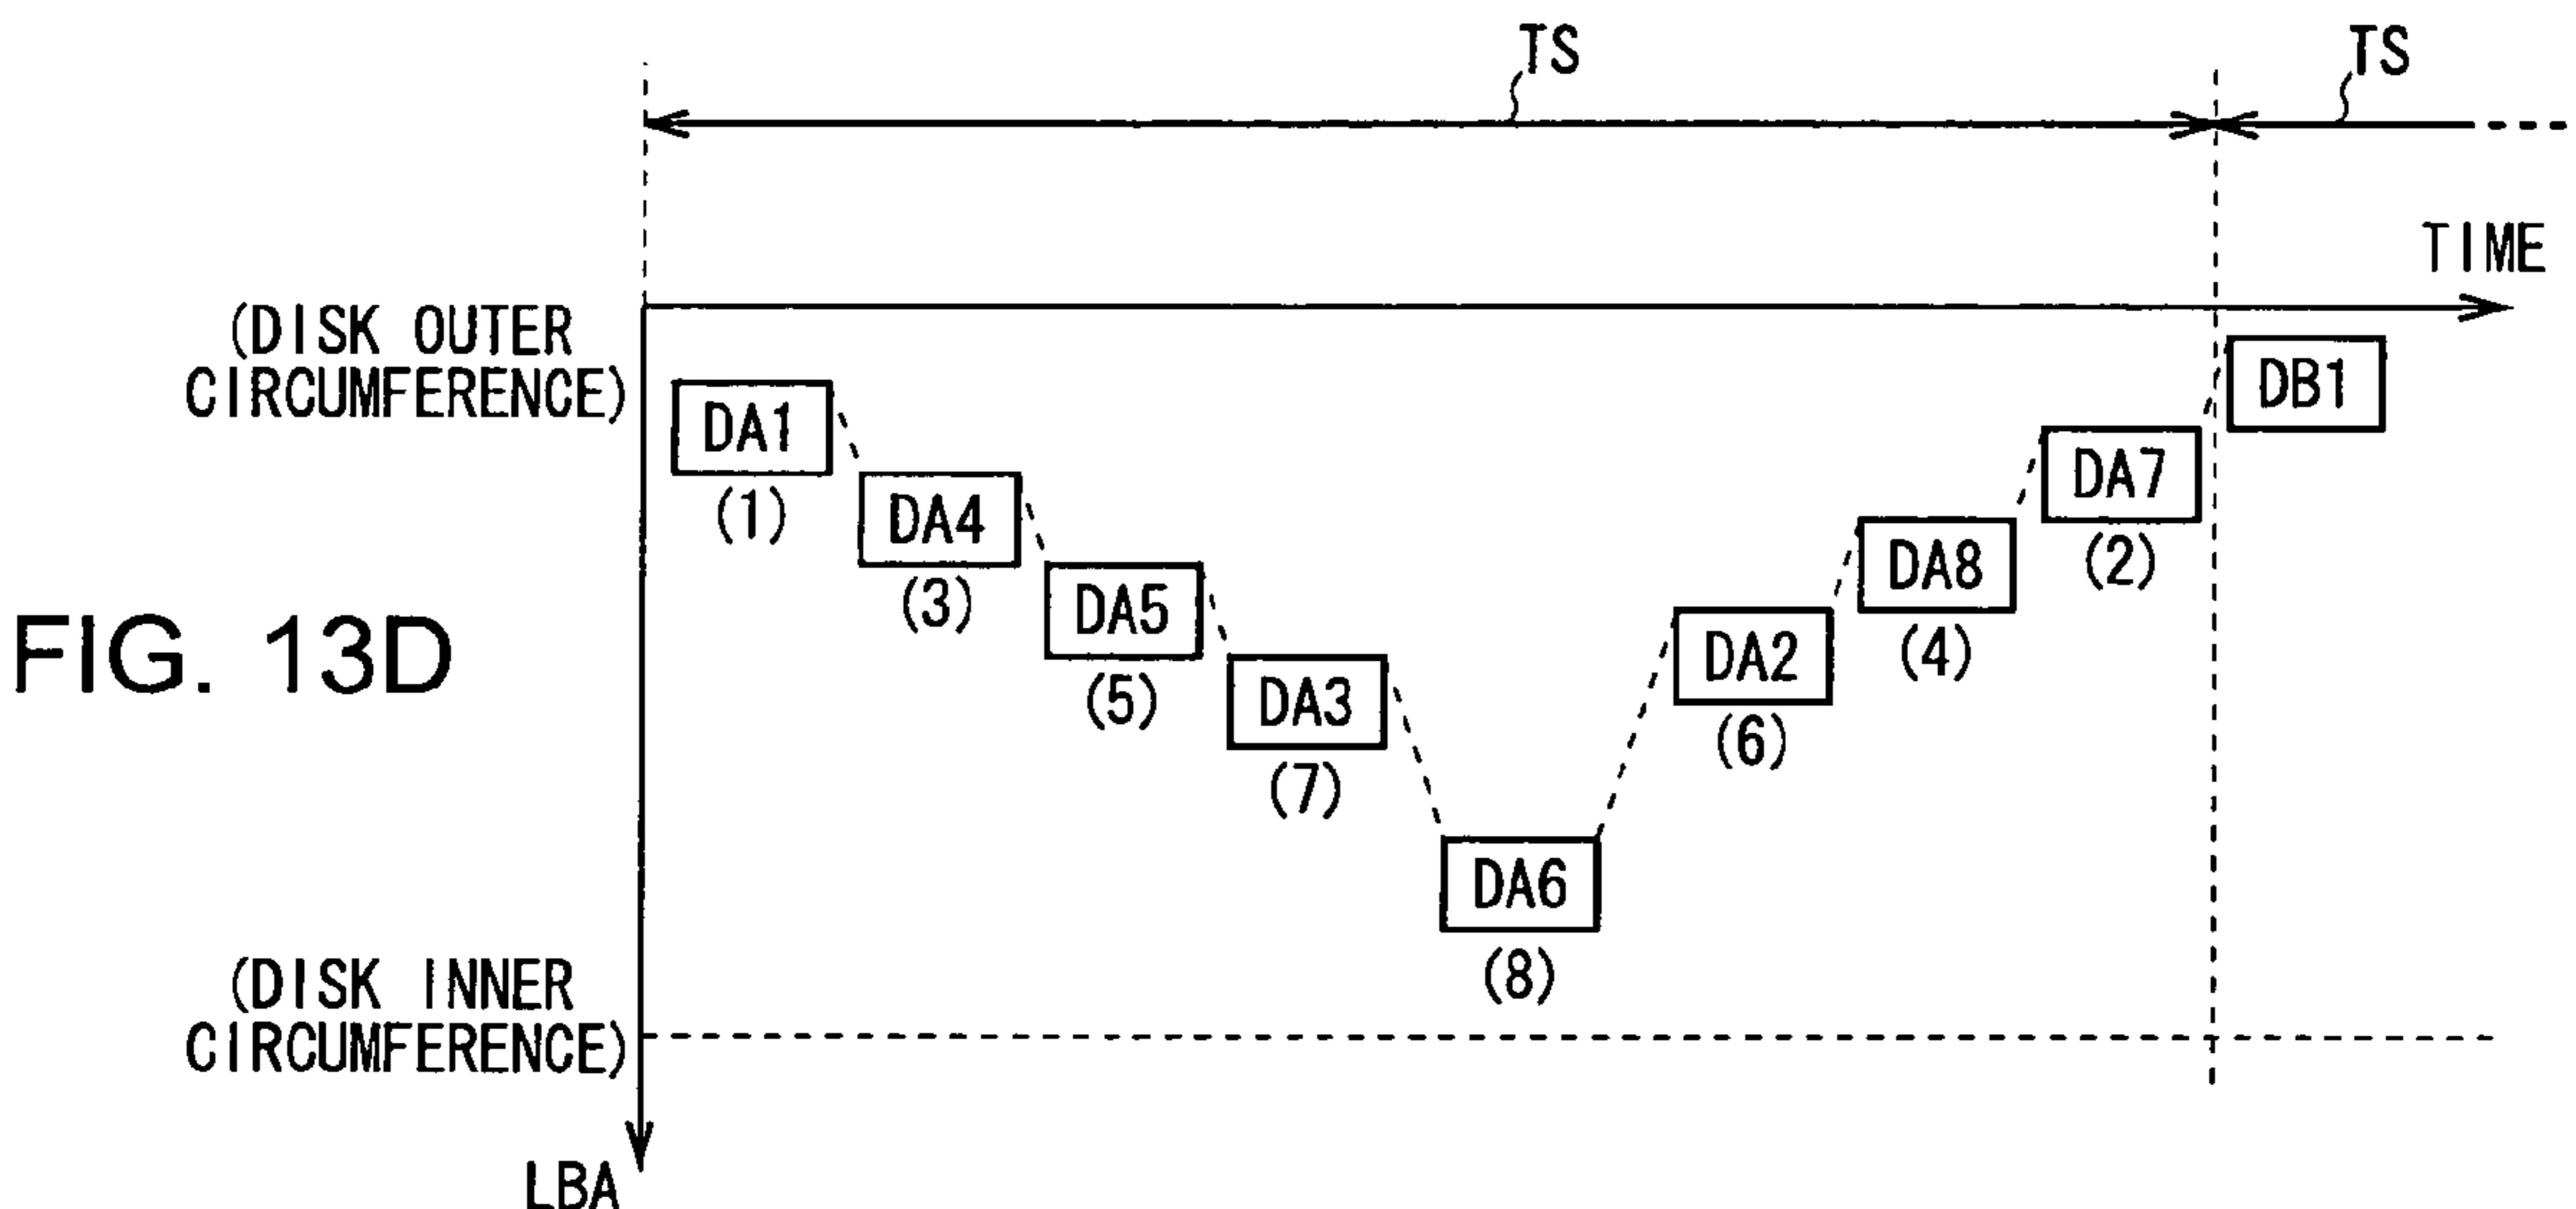 TS
TS
TIME
(DISK OUTER
CIRCUMFERENCE)
DB1
DA1
(1)
DA7
(2)
DA4
(3)
DA8
(4)
DA5
(5)
DA2
(6)
DA3
(7)
DA6
(8)
FIG. 13D
(DISK INNER
CIRCUMFERENCE)
LBA